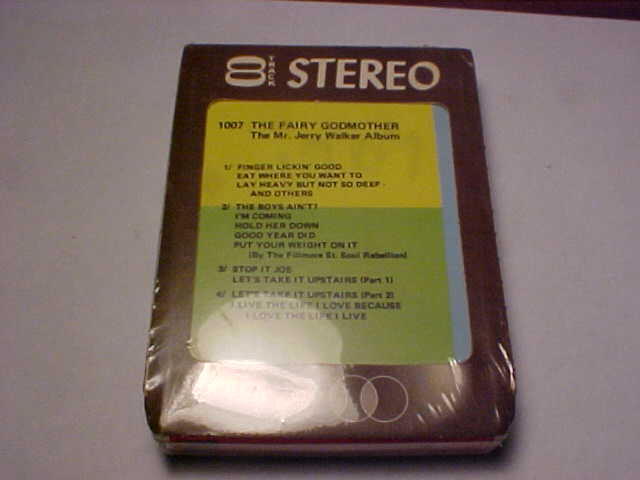 8 TRACK STEREO
1007 THE FAIRY GODMOTHER
The Mr. Jerry Walker Album
1/ FINGER LICKIN' GOOD
EAT WHERE YOU WANT TO
LAY HEAVY BUT NOT SO DEEP -
AND OTHERS
2/ THE BOYS AIN'T?
I'M COMING
HOLD HER DOWN
GOOD YEAR DID
PUT YOUR WEIGHT ON IT
(By The Fillmore St. Soul Rebellion)
3/ STOP IT JOE
LET'S TAKE IT UPSTAIRS (Part 1)
4/ LET'S TAKE IT UPSTAIRS (Part 2)
I LIVE THE LIFE I LOVE BECAUSE
I LOVE THE LIFE I LIVE